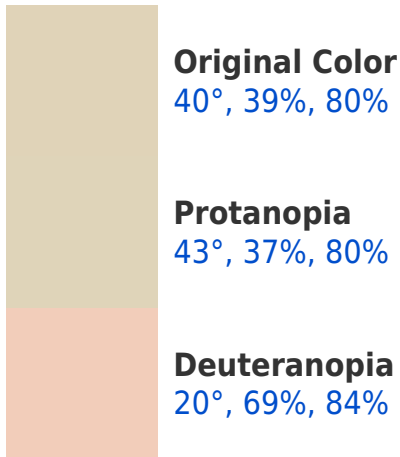 Original Color
40°, 39%, 80%
Protanopia
43°, 37%, 80%
Deuteranopia
20°, 69%, 84%